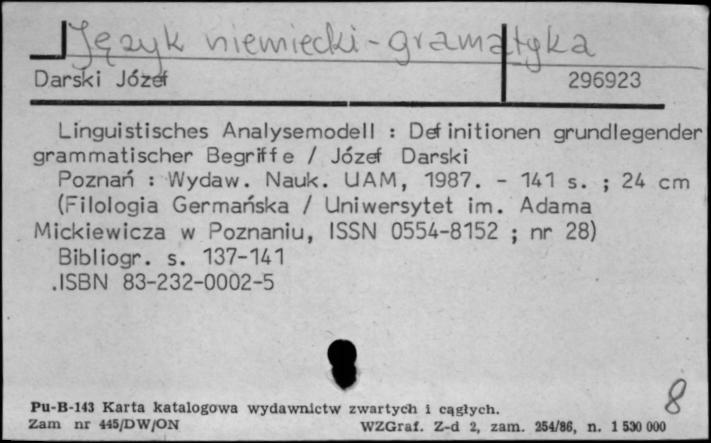 Język niemiecki - gramatyka
Darski Józef 296923
Linguistisches Analysemodell : Definitionen grundlegender
grammatischer Begriffe / Józef Darski
Poznań : Wydaw. Nauk. UAM, 1987. - 141 s. ; 24 cm
(Filologia Germańska / Uniwersytet im. Adama
Mickiewicza w Poznaniu, ISSN 0554-8152 ; nr 28)
Bibliogr. s. 137-141
.ISBN 83-232-0002-5
8
Pu-B-143 Karta katalogowa wydawnictw zwartych i cągłych.
Zam nr 445/DW/ON WZGraf. Z-d 2, zam. 254/86, n. 1 530 000